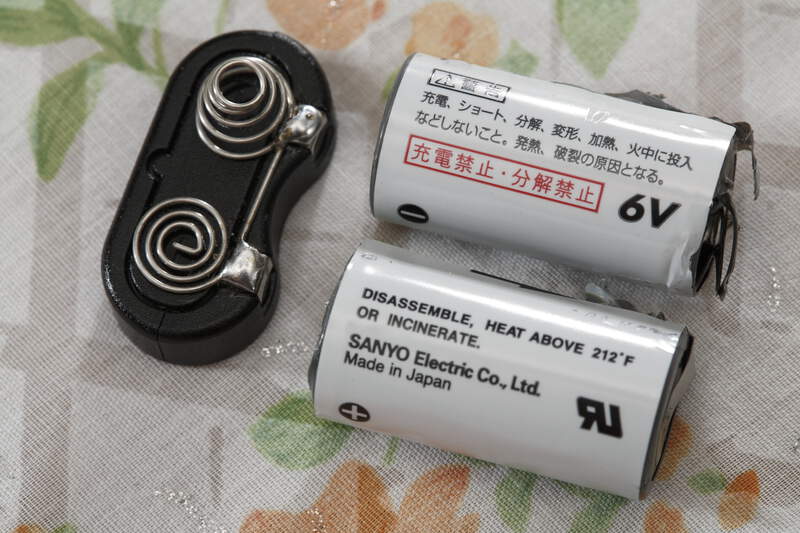 ⚠ 警告
充電、ショート、分解、変形、加熱、火中に投入
などしないこと。発熱、破裂の原因となる。
充電禁止・分解禁止
6V
DISASSEMBLE, HEAT ABOVE 212°F
OR INCINERATE.
SANYO Electric Co., Ltd.
Made in Japan